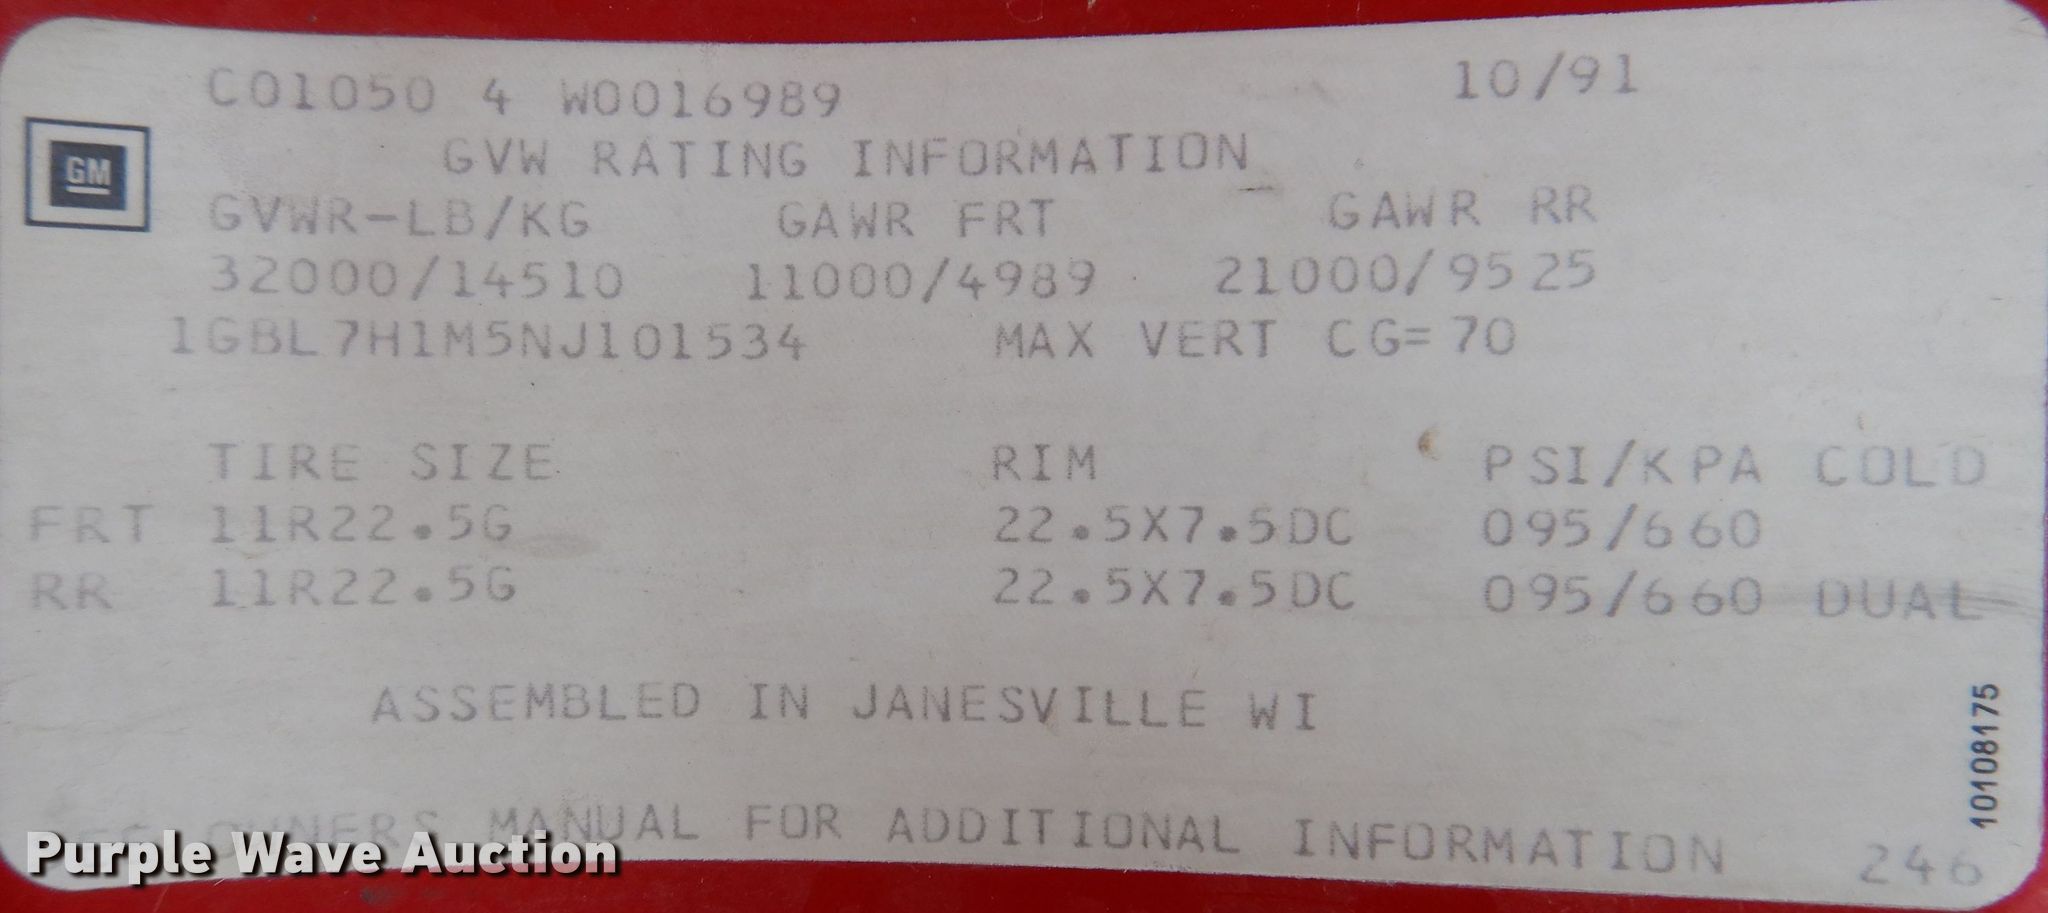 C01050 4 W0016989 10/91
GVW RATING INFORMATION
GM
GVWR-LB/KG GAWR FRT GAWR RR
32000/14510 11000/4989 21000/9525
1GBL7H1M5NJ101534 MAX VERT CG=70
TIRE SIZE RIM PSI/KPA COLD
FRT 11R22.5G 22.5X7.5DC 095/660
RR 11R22.5G 22.5X7.5DC 095/660 DUAL
ASSEMBLED IN JANESVILLE WI
10108175
OWNERS MANUAL FOR ADDITIONAL INFORMATION 246
Purple Wave Auction